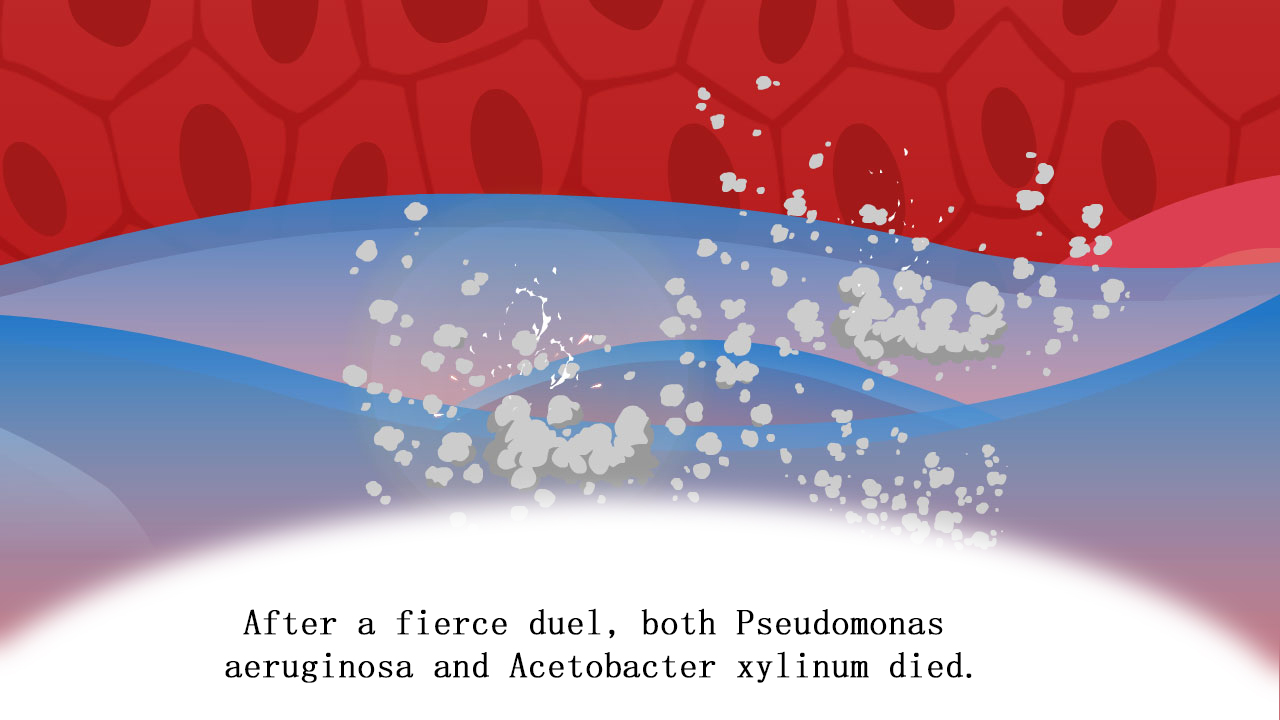 After a fierce duel, both Pseudomonas
aeruginosa and Acetobacter xylinum died.